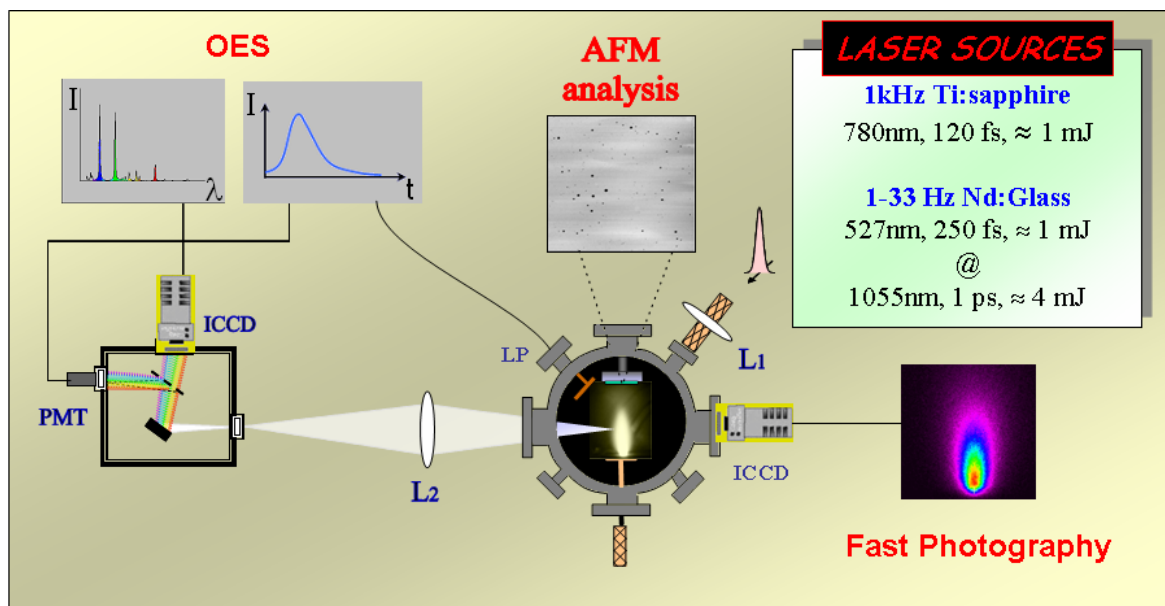 OES
AFM
analysis
LASER SOURCES
1kHz Ti:sapphire
780nm, 120 fs, ≈ 1 mJ
1-33 Hz Nd:Glass
527nm, 250 fs, ≈ 1 mJ
@
1055nm, 1 ps, ≈ 4 mJ
I
λ
I
t
ICCD
PMT
LP
L1
L2
ICCD
Fast Photography